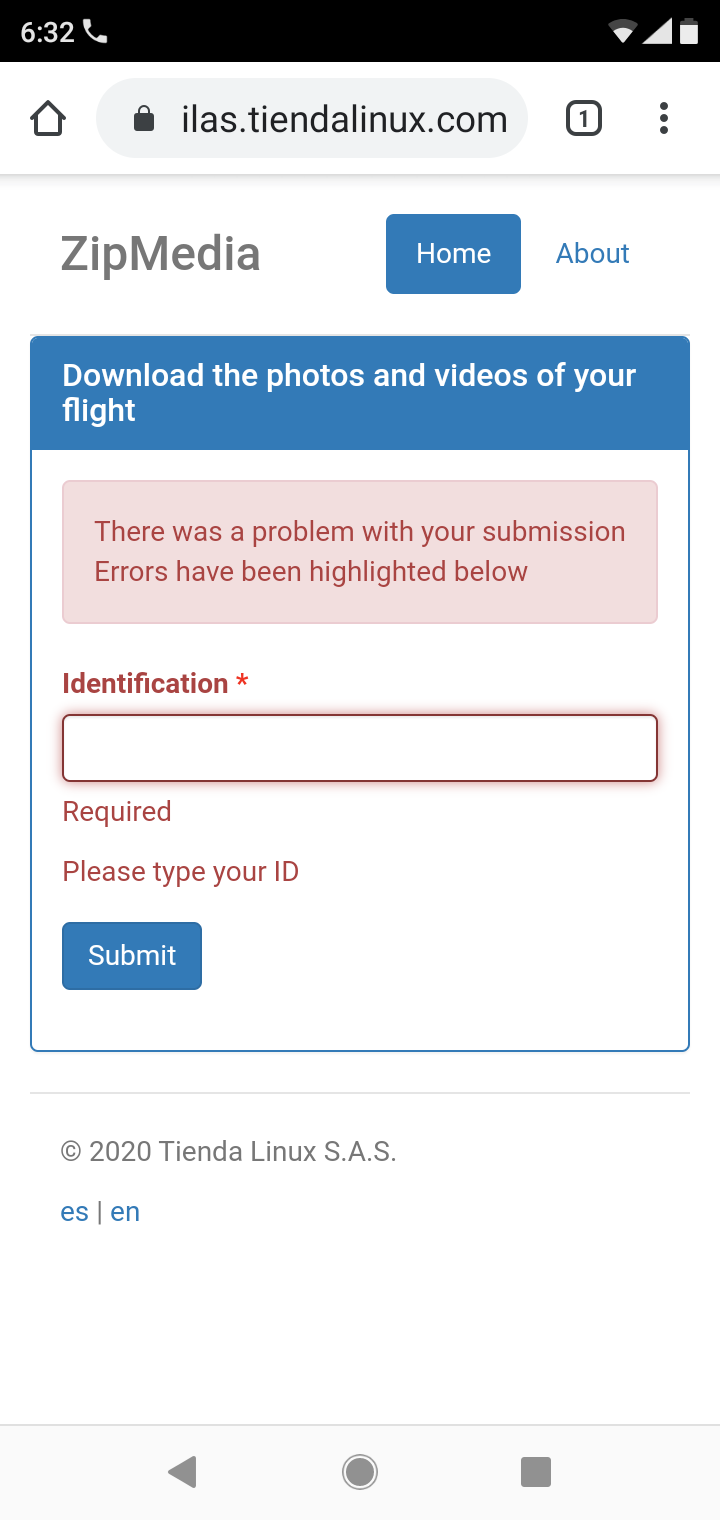 6:32
ilas.tiendalinux.com
1
ZipMedia
Home
About
Download the photos and videos of your
flight
There was a problem with your submission
Errors have been highlighted below
Identification *
Required
Please type your ID
Submit
© 2020 Tienda Linux S.A.S.
es | en